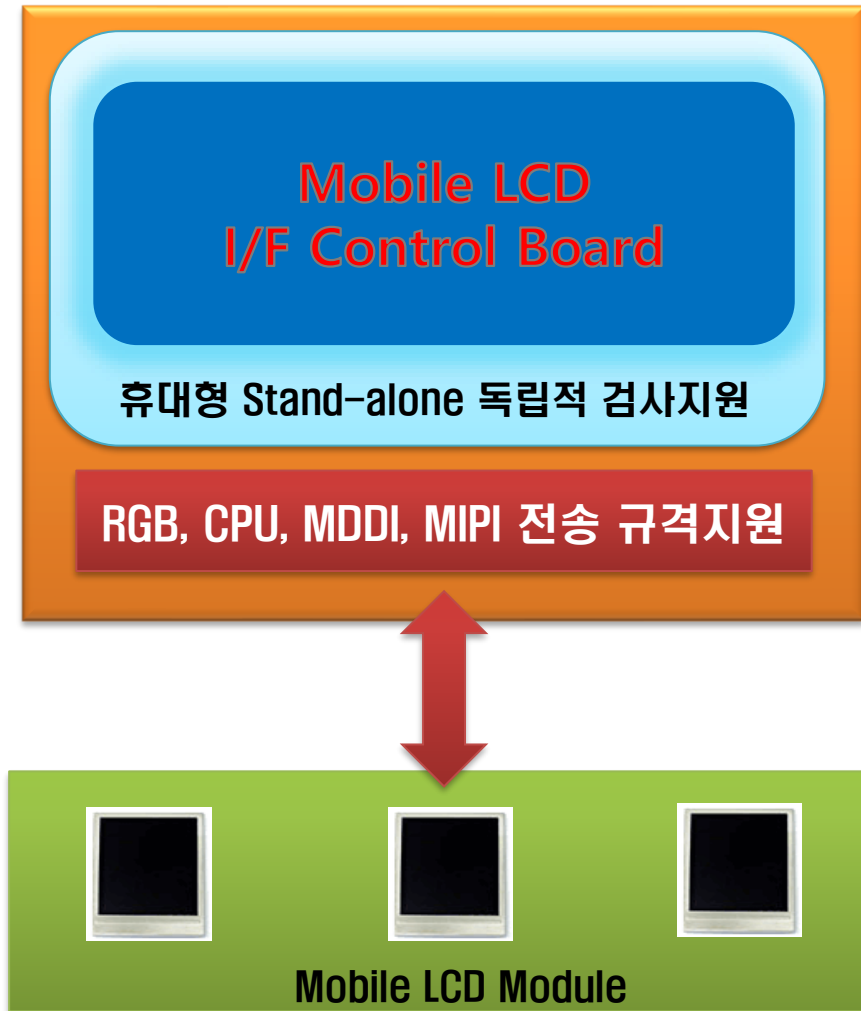 Mobile LCD
I/F Control Board
휴대형 Stand-alone 독립적 검사지원
RGB, CPU, MDDI, MIPI 전송 규격지원
Mobile LCD Module